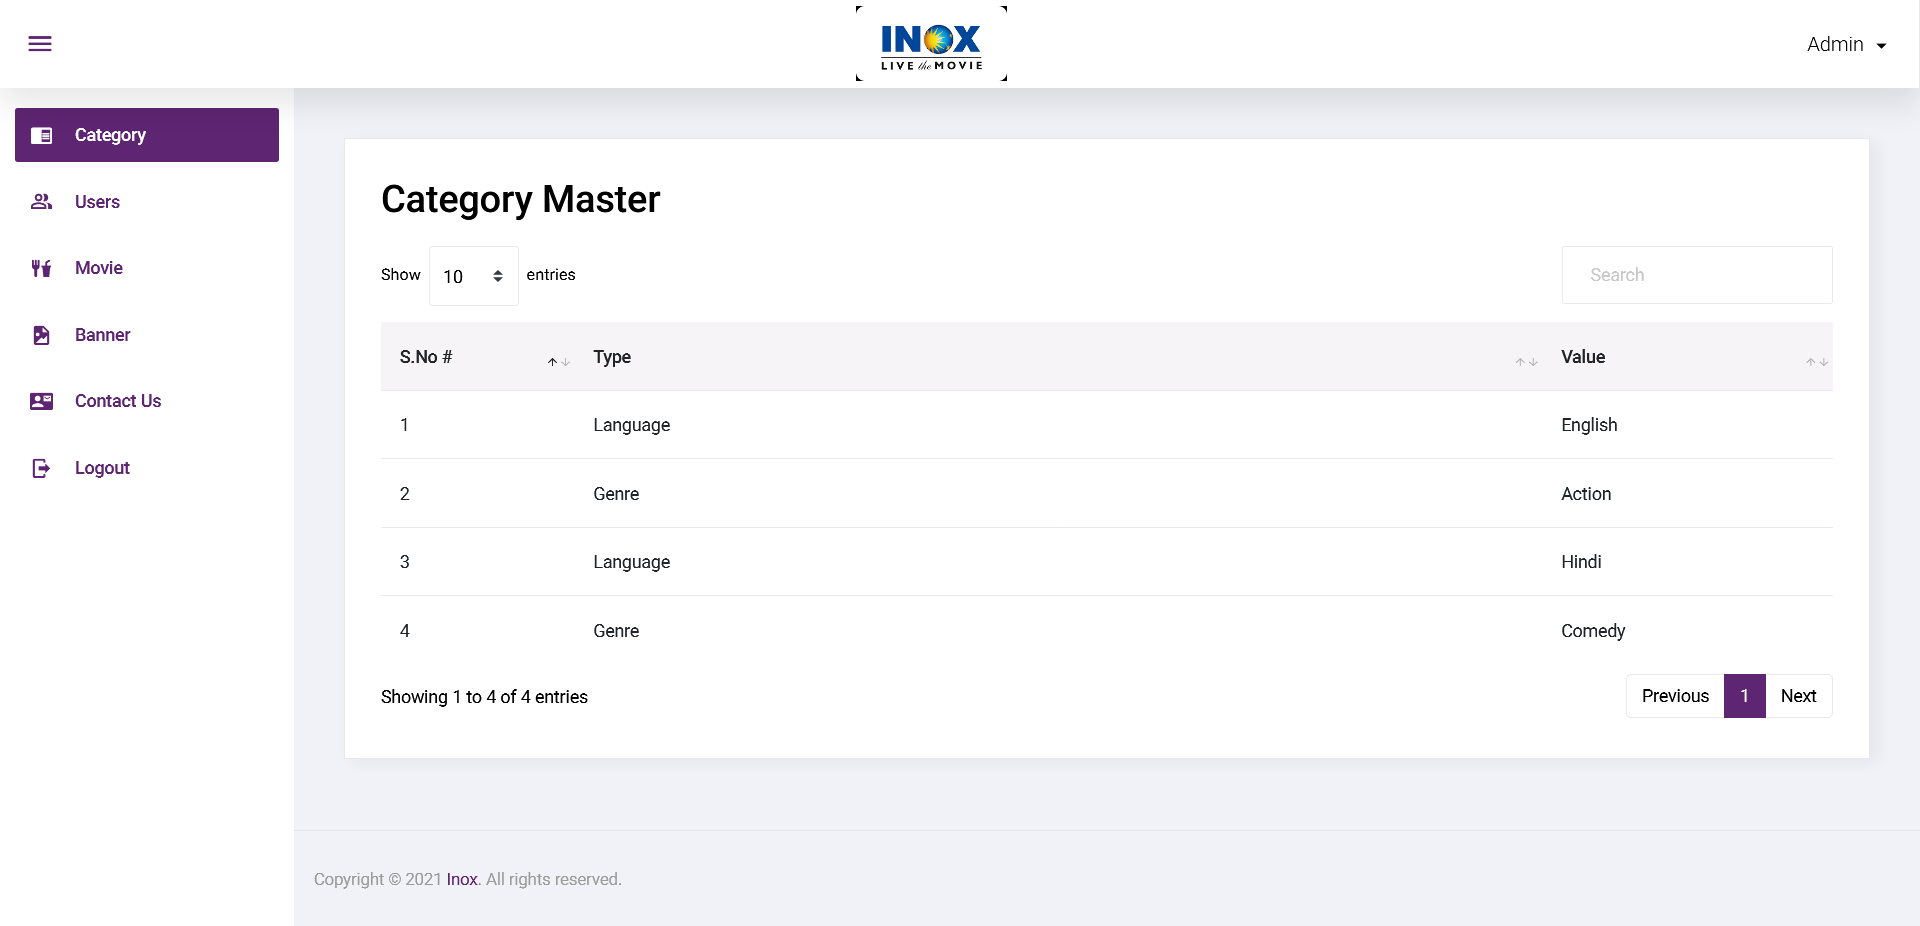 INOX
LIVE the MOVIE
Admin
Category
Users
Movie
Banner
Contact Us
Logout
Category Master
Show 10 entries
Search
S.No # Type Value
1 Language English
2 Genre Action
3 Language Hindi
4 Genre Comedy
Showing 1 to 4 of 4 entries
Previous 1 Next
Copyright © 2021 Inox. All rights reserved.